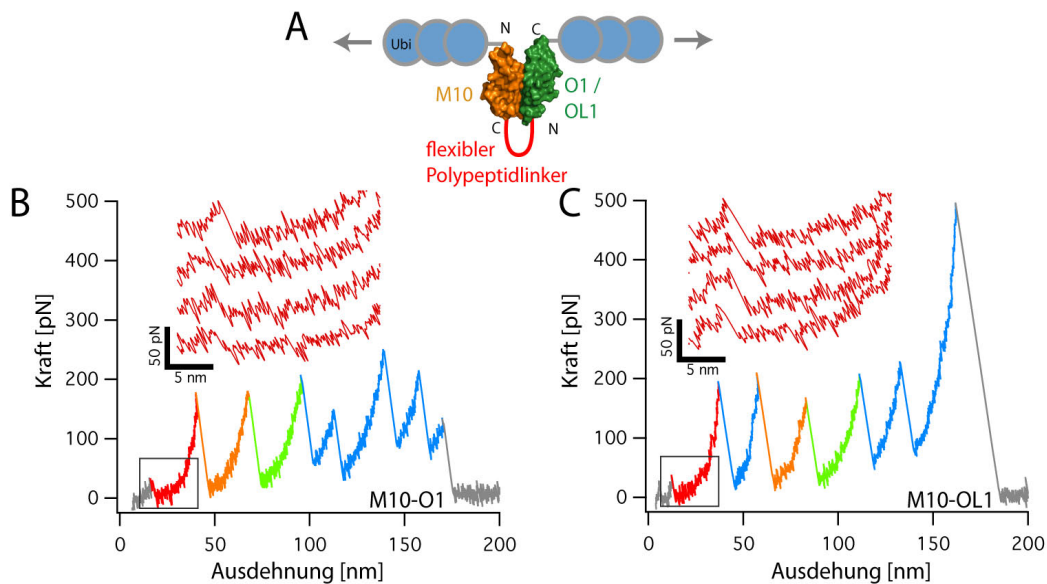 A
Ubi
N
C
M10
O1 /
OL1
C
N
flexibler
Polypeptidlinker
B
500
400
300
200
100
0
Kraft [pN]
50 pN
5 nm
M10-O1
0
50
100
150
200
Ausdehnung [nm]
C
500
400
300
200
100
0
Kraft [pN]
50 pN
5 nm
M10-OL1
0
50
100
150
200
Ausdehung [nm]